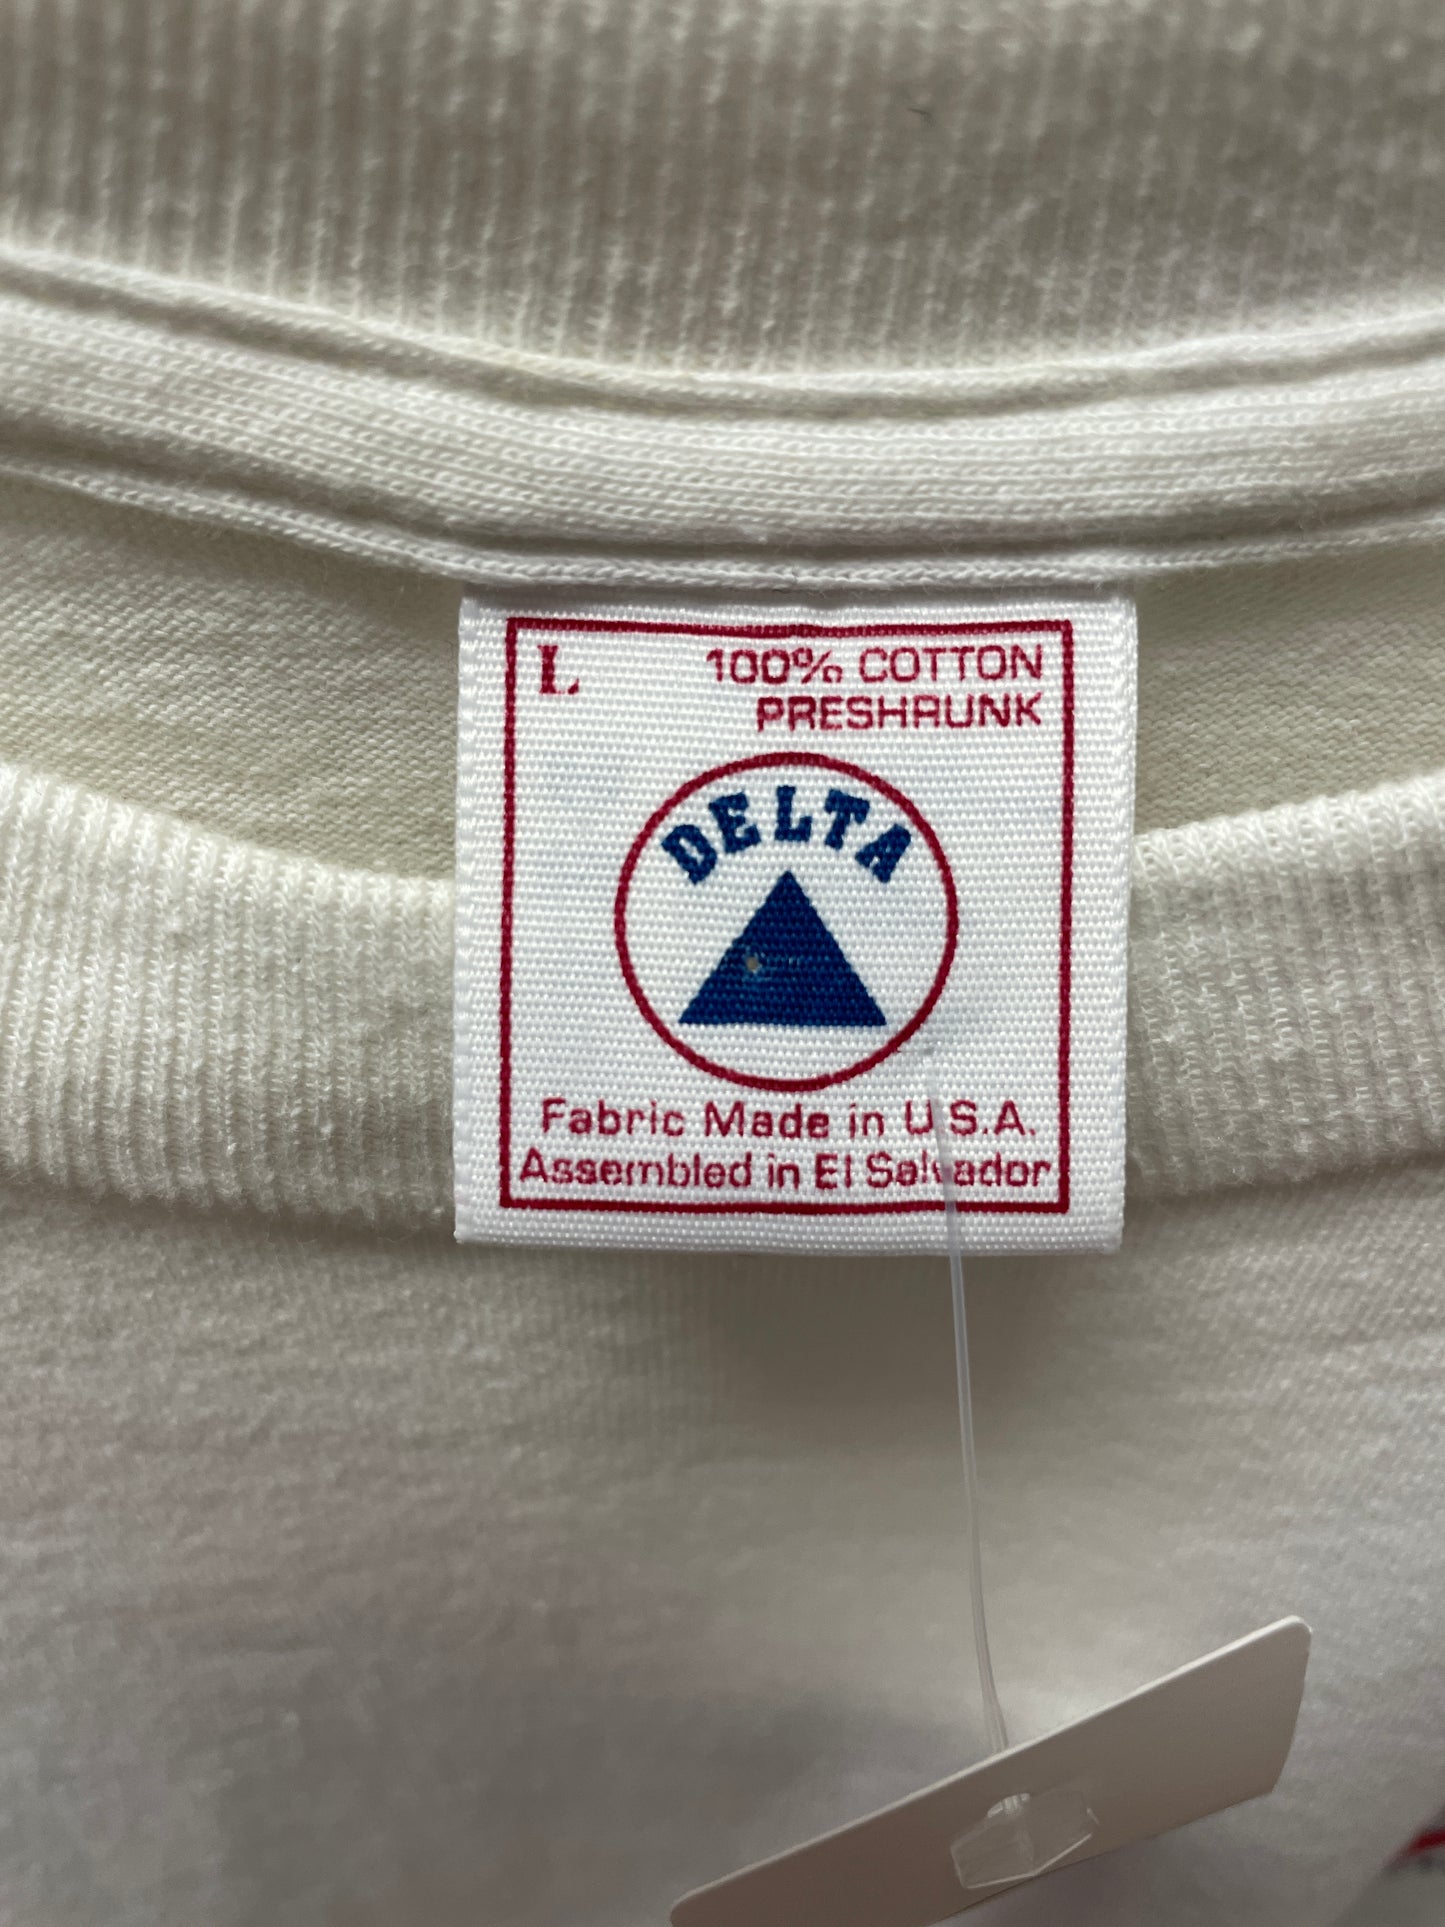 L 100% COTTON
PRESHRUNK
DELTA
Fabric Made in U.S.A.
Assembled in El Salvador